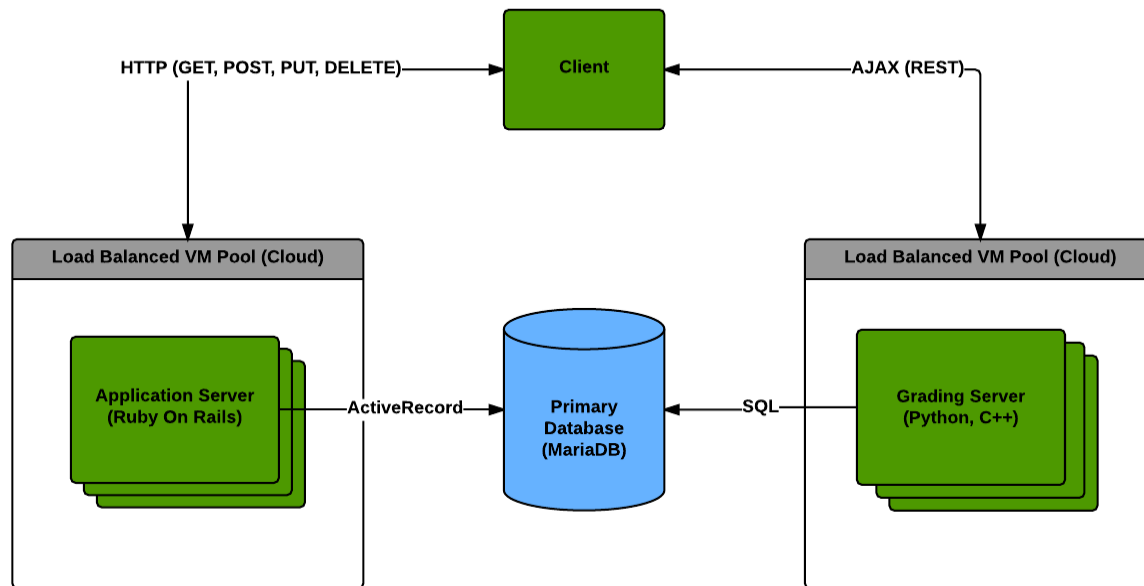 HTTP (GET, POST, PUT, DELETE)
Client
AJAX (REST)
Load Balanced VM Pool (Cloud)
Load Balanced VM Pool (Cloud)
Application Server
(Ruby On Rails)
ActiveRecord
Primary
Database
(MariaDB)
SQL
Grading Server
(Python, C++)